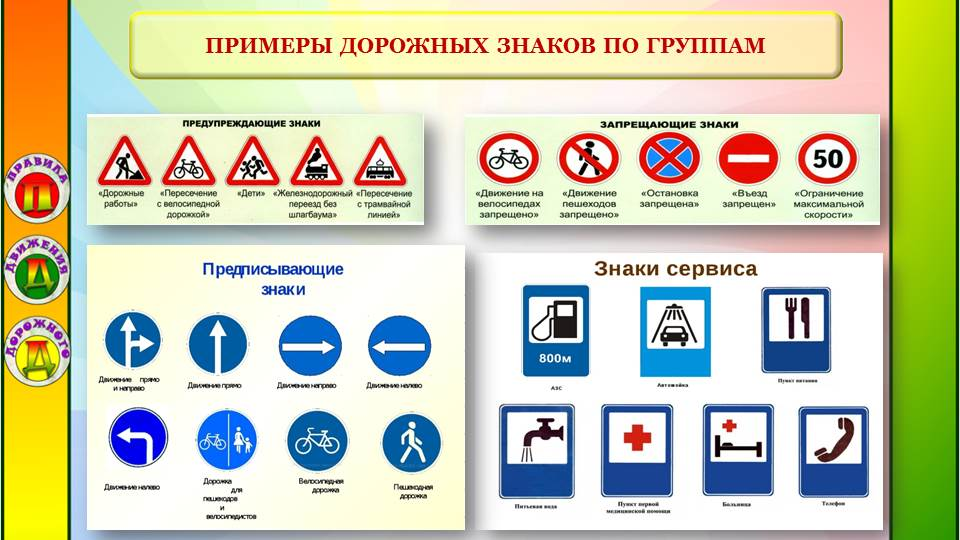 ПРИМЕРЫ ДОРОЖНЫХ ЗНАКОВ ПО ГРУППАМ
ПРАВИЛА
П
ДВИЖЕНИЯ
Д
ДОРОЖНОГО
Д
ПРЕДУПРЕЖДАЮЩИЕ ЗНАКИ
«Дорожные
работы»
«Пересечение
с велосипедной
дорожкой»
«Дети»
«Железнодорожный
переезд без
шлагбаума»
«Пересечение
с трамвайной
линией»
ЗАПРЕЩАЮЩИЕ ЗНАКИ
50
«Движение на
велосипедах
запрещено»
«Движение
пешеходов
запрещено»
«Остановка
запрещена»
«Въезд
запрещен»
«Ограничение
максимальной
скорости»
Предписывающие
знаки
Движение прямо
и направо
Движение прямо
Движение направо
Движение налево
Движение налево
Дорожка
для
пешеходов
и
велосипедистов
Велосипедная
дорожка
Пешеходная
дорожка
Знаки сервиса
800м
АЗС
Автомойка
Пункт питания
Питьевая вода
Пункт первой
медицинской помощи
Больница
Телефон